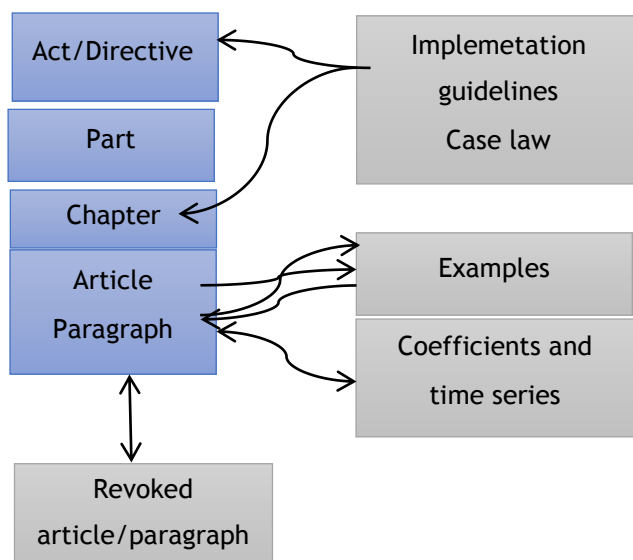 Act/Directive
Part
Chapter
Article
Paragraph
Implemetation
guidelines
Case law
Examples
Coefficients and
time series
Revoked
article/paragraph